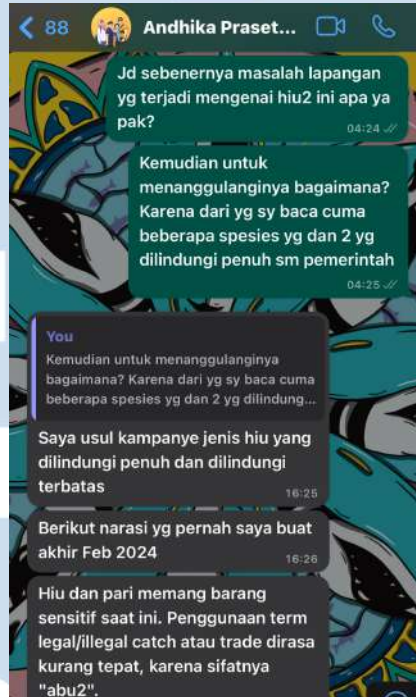 88
Andhika Praset...
Jd sebenernya masalah lapangan
yg terjadi mengenai hiu2 ini apa ya
pak?
04:24
Kemudian untuk
menanggulanginya bagaimana?
Karena dari yg sy baca cuma
beberapa spesies yg dan 2 yg
dilindungi penuh sm pemerintah
04:25
You
Kemudian untuk menanggulanginya
bagaimana? Karena dari yg sy baca cuma
beberapa spesies yg dan 2 yg dilindung...
Saya usul kampanye jenis hiu yang
dilindungi penuh dan dilindungi
terbatas
16:25
Berikut narasi yg pernah saya buat
akhir Feb 2024
16:26
Hiu dan pari memang barang
sensitif saat ini. Penggunaan term
legal/illegal catch atau trade dirasa
kurang tepat, karena sifatnya
"abu2".